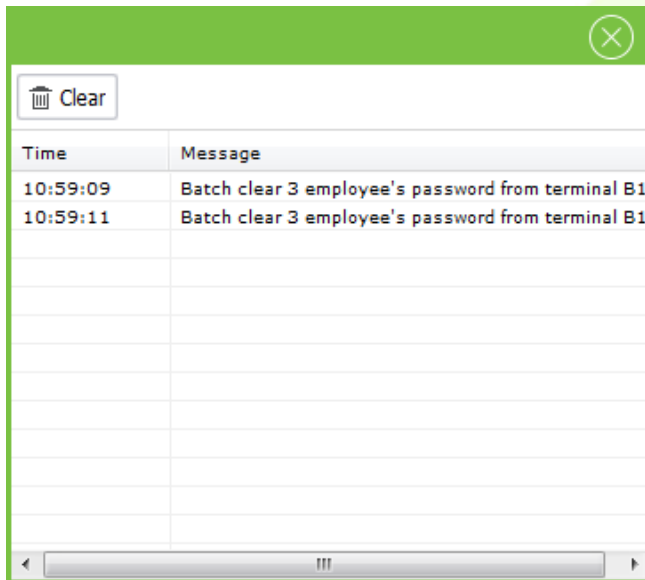 Clear
Time Message
10:59:09 Batch clear 3 employee's password from terminal B1
10:59:11 Batch clear 3 employee's password from terminal B1